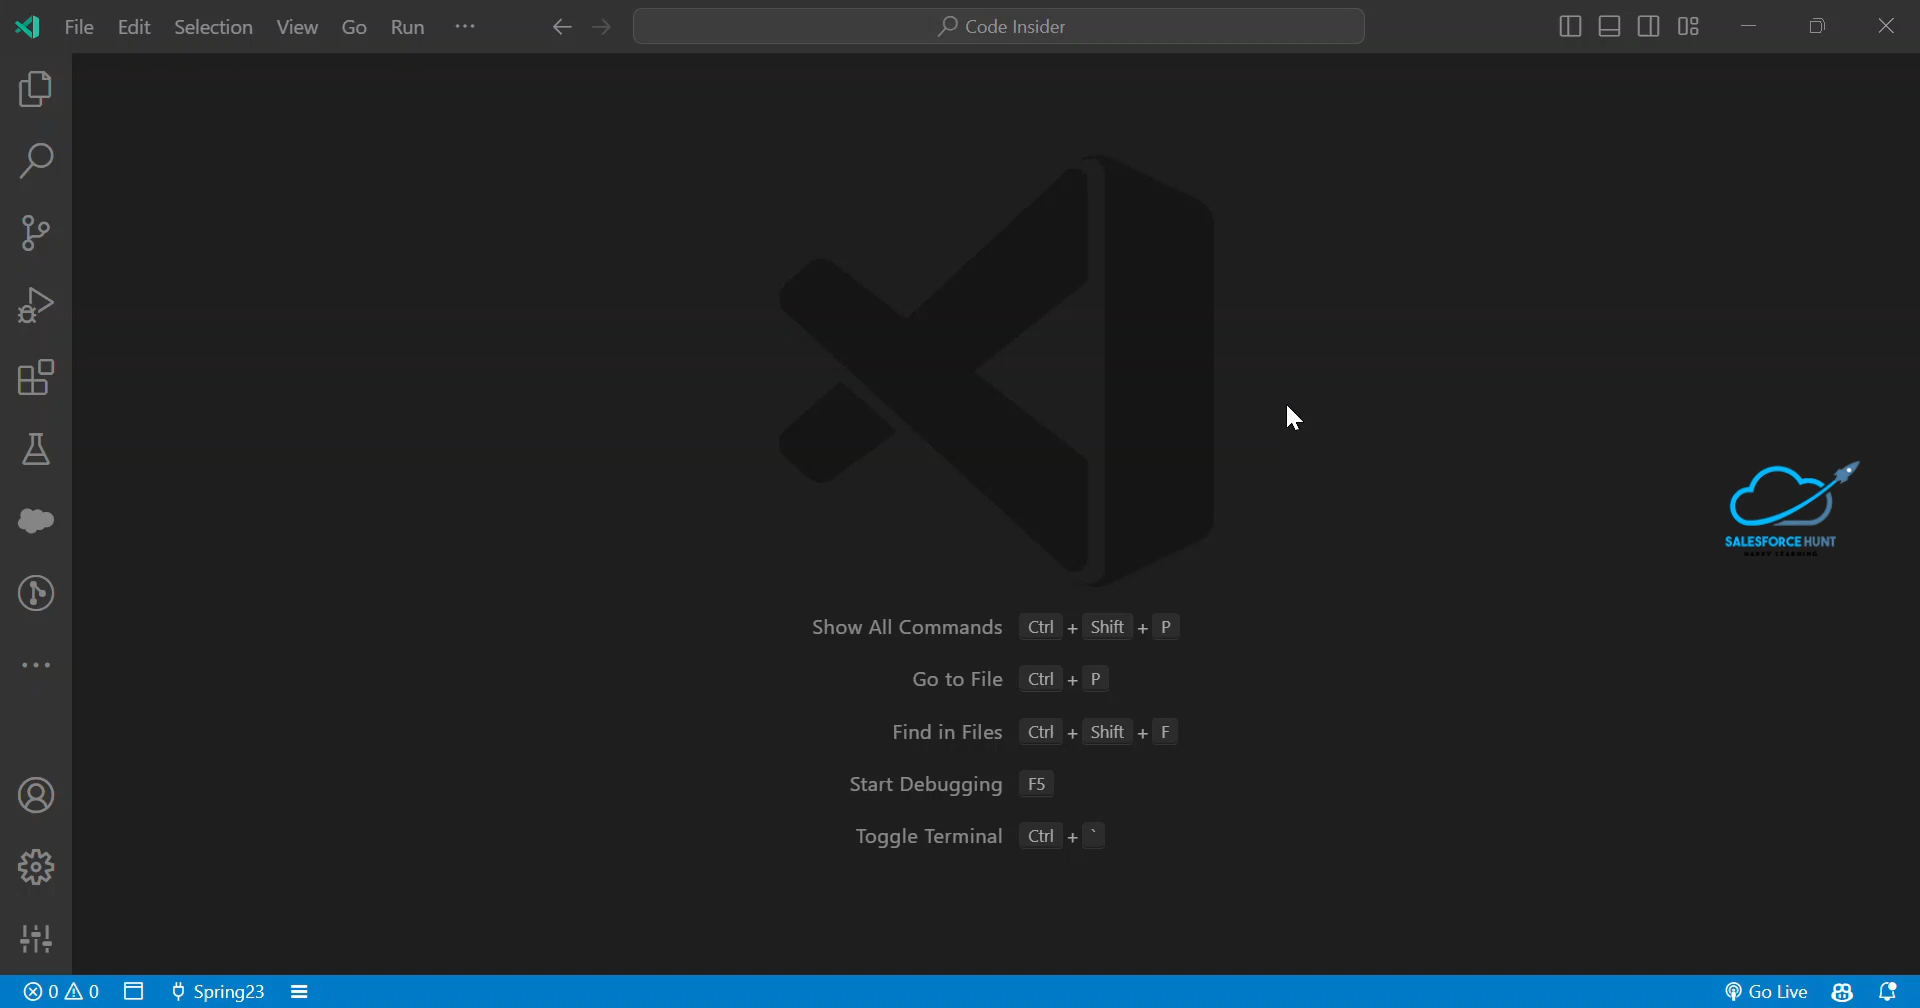 File Edit Selection View Go Run ...
Code Insider
SALESFORCE HUNT
Show All Commands Ctrl + Shift + P
Go to File Ctrl + P
Find in Files Ctrl + Shift + F
Start Debugging F5
Toggle Terminal Ctrl + `
0 0 Spring23 Go Live